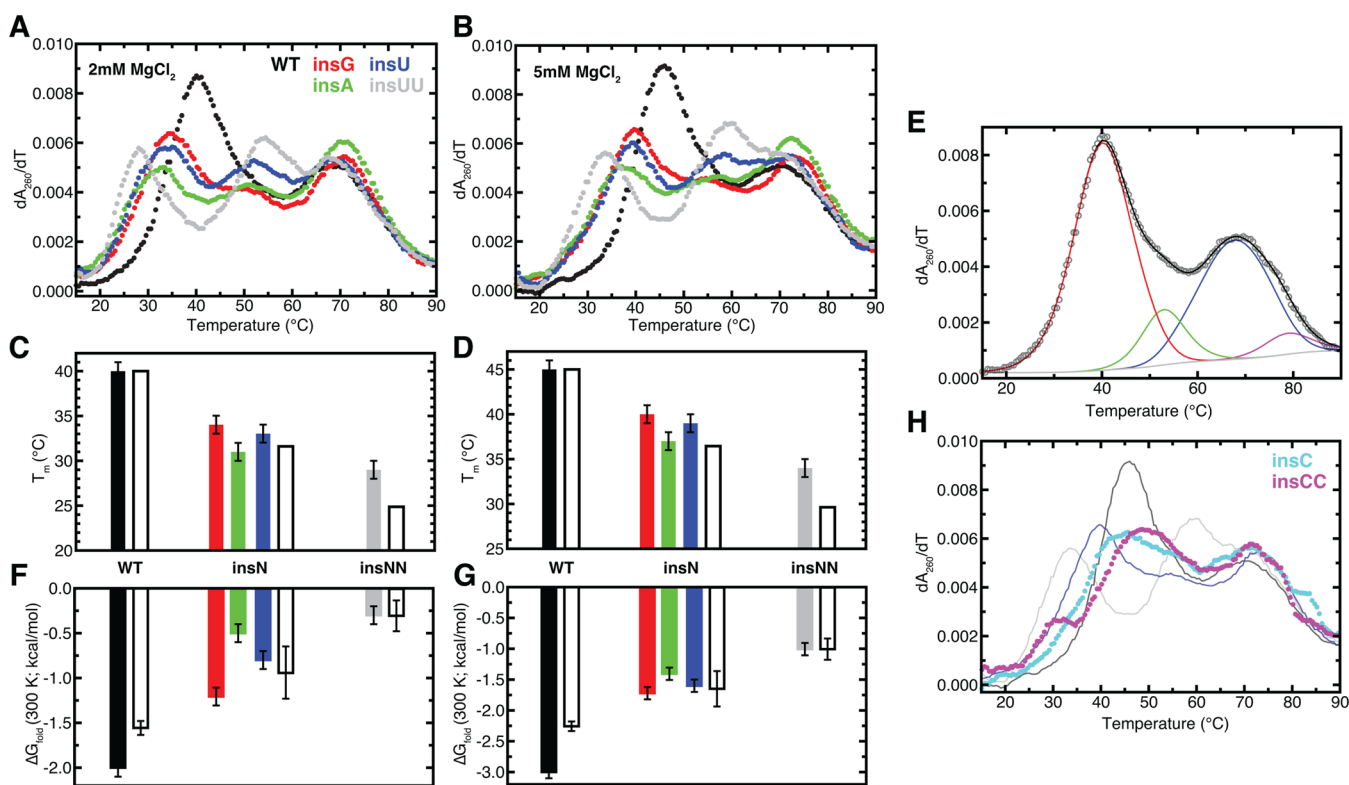 A
0.010
0.008
0.006
0.004
0.002
0.000
dA260/dT
2mM MgCl2
WT insG insU
insA insUU
20 30 40 50 60 70 80 90
Temperature (°C)
B
5mM MgCl2
0.010
0.008
0.006
0.004
0.002
0.000
20 30 40 50 60 70 80 90
Temperature (°C)
C
40
35
30
25
20
Tm (°C)
WT insN insNN
D
45
40
35
30
25
Tm (°C)
WT insN insNN
E
0.008
0.006
0.004
0.002
0.000
dA260/dT
20 40 60 80
Temperature (°C)
F
0.0
-0.5
-1.0
-1.5
-2.0
ΔGfold (300 K; kcal/mol)
G
0.0
-0.5
-1.0
-1.5
-2.0
-2.5
-3.0
ΔGfold (300 K; kcal/mol)
H
0.010
0.008
0.006
0.004
0.002
0.000
dA260/dT
insC
insCC
20 30 40 50 60 70 80 90
Temperature (°C)